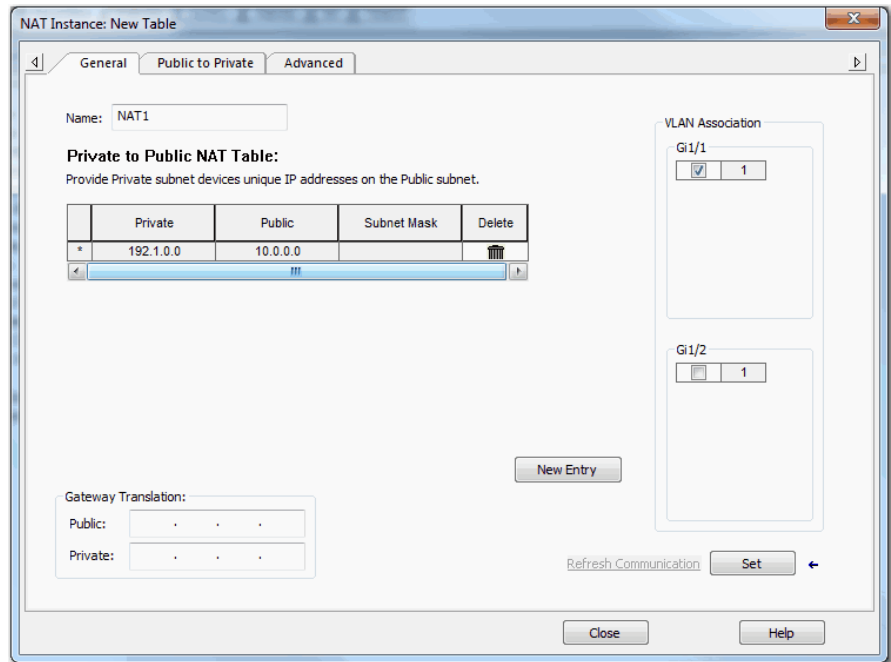 NAT Instance: New Table
General Public to Private Advanced
Name: NAT1
Private to Public NAT Table:
Provide Private subnet devices unique IP addresses on the Public subnet.
Private Public Subnet Mask Delete
* 192.1.0.0 10.0.0.0
VLAN Association
Gi1/1
1
Gi1/2
1
New Entry
Gateway Translation:
Public: . . .
Private: . . .
Refresh Communication Set
Close Help